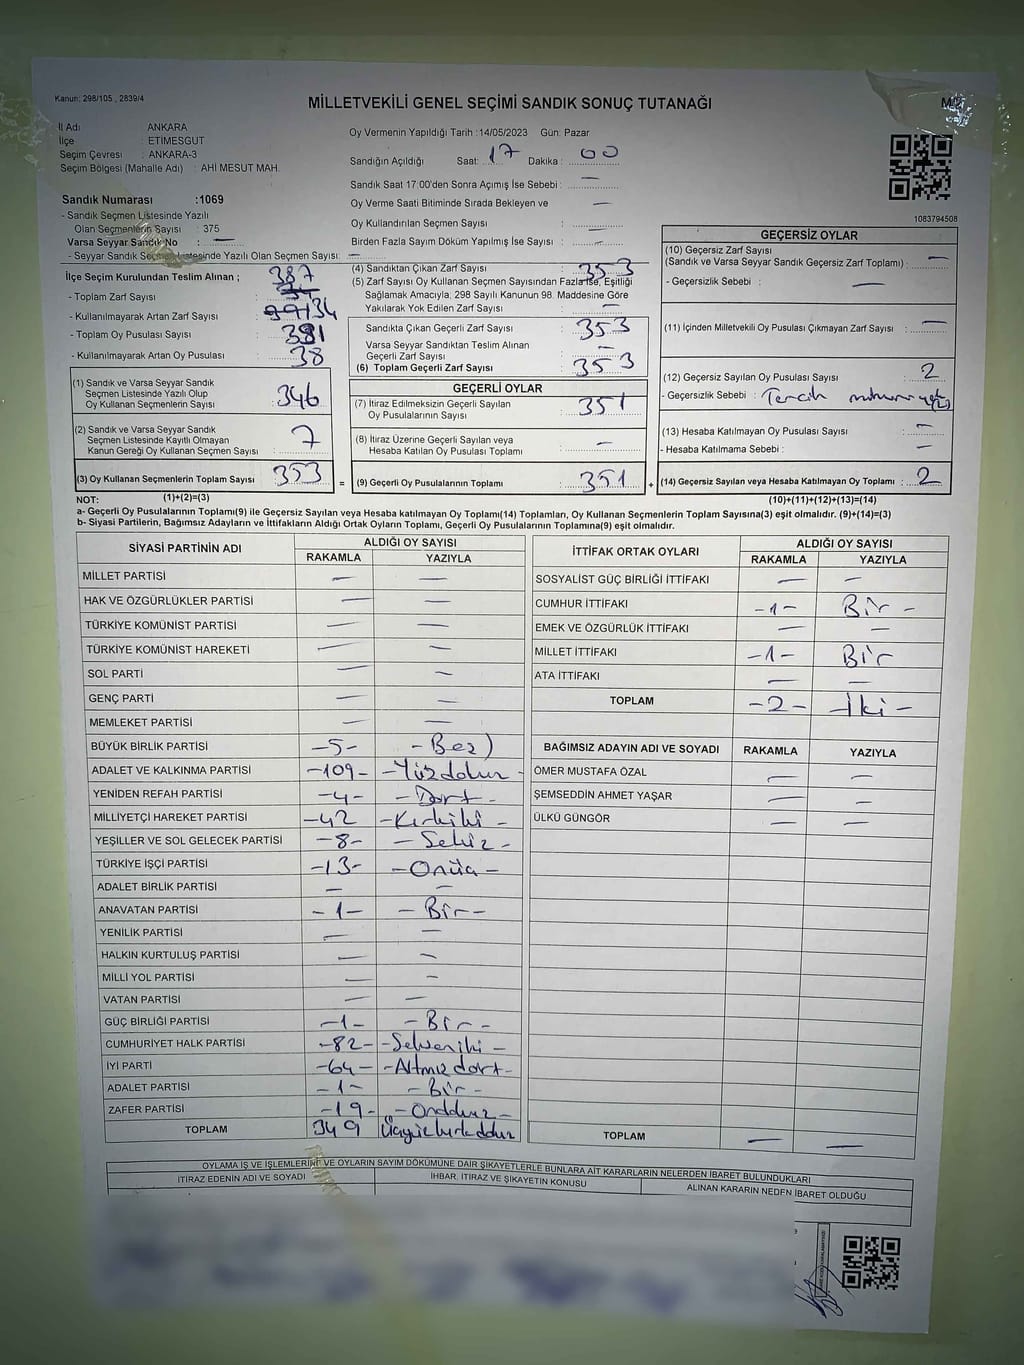 Kanun: 298/105 , 2839/4
MİLLETVEKİLİ GENEL SEÇİMİ SANDIK SONUÇ TUTANAĞI
İl Adı ANKARA
İlçe : ETİMESGUT
Seçim Çevresi : ANKARA-3
Seçim Bölgesi (Mahalle Adı) : AHİ MESUT MAH.
Oy Vermenin Yapıldığı Tarih :14/05/2023 Gün: Pazar
Sandığın Açıldığı Saat: 17 Dakika : 00
Sandık Saat 17:00'den Sonra Açımış İse Sebebi : —
Oy Verme Saati Bitiminde Sırada Bekleyen ve —
Oy Kullandırılan Seçmen Sayısı :
Birden Fazla Sayım Döküm Yapılmış İse Sayısı : —
1083794508
Sandık Numarası :1069
- Sandık Seçmen Listesinde Yazılı
Olan Seçmenlerin Sayısı : 375
Varsa Seyyar Sandık No : —
- Seyyar Sandık Seçmen Listesinde Yazılı Olan Seçmen Sayısı: —
İlçe Seçim Kurulundan Teslim Alınan ;
- Toplam Zarf Sayısı : 387
- Kullanılmayarak Artan Zarf Sayısı : 34
- Toplam Oy Pusulası Sayısı : 391
- Kullanılmayarak Artan Oy Pusulası : 38
(1) Sandık ve Varsa Seyyar Sandık
Seçmen Listesinde Yazılı Olup
Oy Kullanan Seçmenlerin Sayısı : 346
(2) Sandık ve Varsa Seyyar Sandık
Seçmen Listesinde Kayıtlı Olmayan
Kanun Gereği Oy Kullanan Seçmen Sayısı : 7
(3) Oy Kullanan Seçmenlerin Toplam Sayısı : 353
(4) Sandıktan Çıkan Zarf Sayısı : 353
(5) Zarf Sayısı Oy Kullanan Seçmen Sayısından Fazla İse, Eşitliği
Sağlamak Amacıyla, 298 Sayılı Kanunun 98. Maddesine Göre
Yakılarak Yok Edilen Zarf Sayısı : —
Sandıkta Çıkan Geçerli Zarf Sayısı : 353
Varsa Seyyar Sandıktan Teslim Alınan
Geçerli Zarf Sayısı : —
(6) Toplam Geçerli Zarf Sayısı : 353
GEÇERLİ OYLAR
(7) İtiraz Edilmeksizin Geçerli Sayılan
Oy Pusulalarının Sayısı : 351
(8) İtiraz Üzerine Geçerli Sayılan veya
Hesaba Katılan Oy Pusulası Toplamı : —
= (9) Geçerli Oy Pusulalarının Toplamı : 351
GEÇERSİZ OYLAR
(10) Geçersiz Zarf Sayısı
(Sandık ve Varsa Seyyar Sandık Geçersiz Zarf Toplamı) : —
- Geçersizlik Sebebi : —
(11) İçinden Milletvekili Oy Pusulası Çıkmayan Zarf Sayısı : —
(12) Geçersiz Sayılan Oy Pusulası Sayısı : 2
- Geçersizlik Sebebi : Tercih
(13) Hesaba Katılmayan Oy Pusulası Sayısı : —
- Hesaba Katılmama Sebebi : —
+ (14) Geçersiz Sayılan veya Hesaba Katılmayan Oy Toplamı : 2
NOT: (1)+(2)=(3) (10)+(11)+(12)+(13)=(14)
a- Geçerli Oy Pusulalarının Toplamı(9) ile Geçersiz Sayılan veya Hesaba katılmayan Oy Toplamı(14) Toplamları, Oy Kullanan Seçmenlerin Toplam Sayısına(3) eşit olmalıdır. (9)+(14)=(3)
b- Siyasi Partilerin, Bağımsız Adayların ve İttifakların Aldığı Ortak Oyların Toplamı, Geçerli Oy Pusulalarının Toplamına(9) eşit olmalıdır.
SİYASİ PARTİNİN ADI ALDIĞI OY SAYISI
RAKAMLA YAZIYLA
MİLLET PARTİSİ — —
HAK VE ÖZGÜRLÜKLER PARTİSİ — —
TÜRKİYE KOMÜNİST PARTİSİ — —
TÜRKİYE KOMÜNİST HAREKETİ — —
SOL PARTİ — —
GENÇ PARTİ — —
MEMLEKET PARTİSİ — —
BÜYÜK BİRLİK PARTİSİ -5- -Beş
ADALET VE KALKINMA PARTİSİ -109- -Yüzdokuz-
YENİDEN REFAH PARTİSİ -4- -Dört-
MİLLİYETÇİ HAREKET PARTİSİ -42 -Kırkiki-
YEŞİLLER VE SOL GELECEK PARTİSİ -8- -Sekiz-
TÜRKİYE İŞÇİ PARTİSİ -13- -Onüç-
ADALET BİRLİK PARTİSİ — —
ANAVATAN PARTİSİ -1- -Bir-
YENİLİK PARTİSİ — —
HALKIN KURTULUŞ PARTİSİ — —
MİLLİ YOL PARTİSİ — —
VATAN PARTİSİ — —
GÜÇ BİRLİĞİ PARTİSİ -1- -Bir-
CUMHURİYET HALK PARTİSİ -82- -Sekseniki-
İYİ PARTİ -64- -Altmışdört-
ADALET PARTİSİ -1- -Bir-
ZAFER PARTİSİ -19- -Ondokuz-
TOPLAM 349 Üçyüzkırkdokuz
İTTİFAK ORTAK OYLARI ALDIĞI OY SAYISI
RAKAMLA YAZIYLA
SOSYALİST GÜÇ BİRLİĞİ İTTİFAKI — —
CUMHUR İTTİFAKI -1- Bir-
EMEK VE ÖZGÜRLÜK İTTİFAKI — —
MİLLET İTTİFAKI -1- Bir
ATA İTTİFAKI — —
TOPLAM -2- -İki-
BAĞIMSIZ ADAYIN ADI VE SOYADI RAKAMLA YAZIYLA
ÖMER MUSTAFA ÖZAL — —
ŞEMSEDDİN AHMET YAŞAR — —
ÜLKÜ GÜNGÖR — —
TOPLAM — —
OYLAMA İŞ VE İŞLEMLERİNE VE OYLARIN SAYIM DÖKÜMÜNE DAİR ŞİKAYETLERLE BUNLARA AİT KARARLARIN NELERDEN İBARET BULUNDUKLARI
İTİRAZ EDENİN ADI VE SOYADI İHBAR, İTİRAZ VE ŞİKAYETİN KONUSU ALINAN KARARIN NEDEN İBARET OLDUĞU